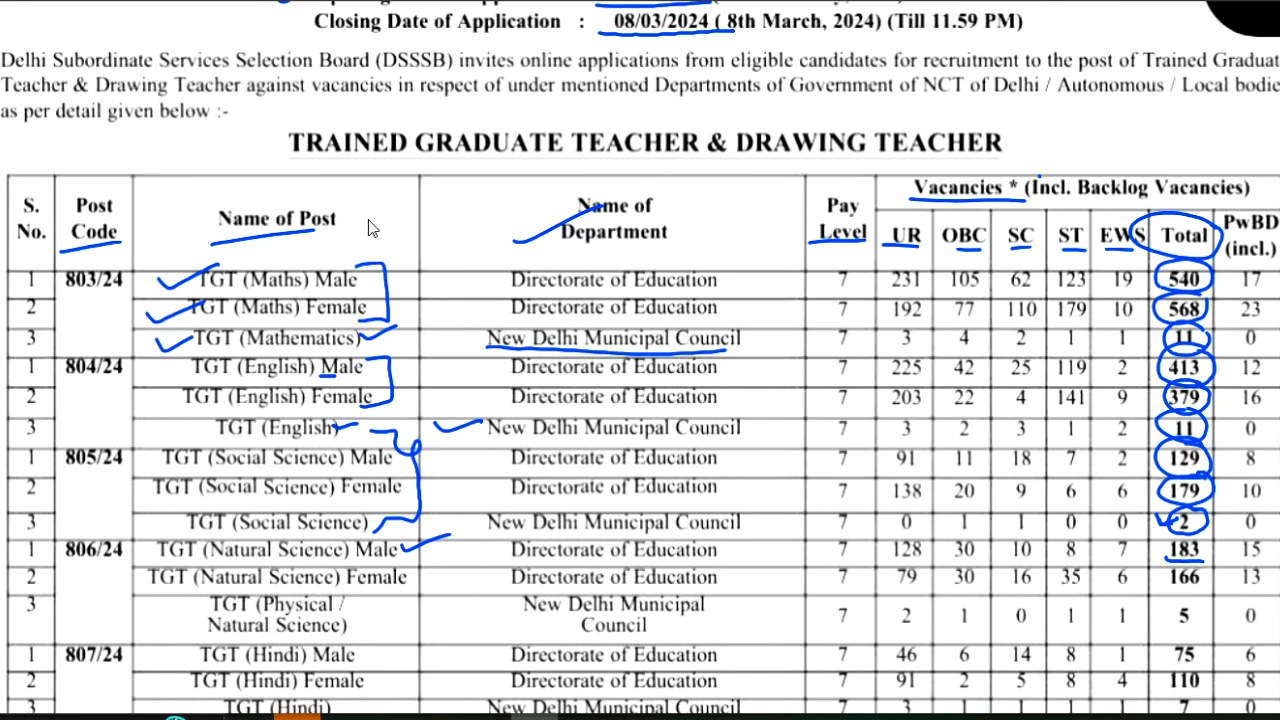 Closing Date of Application : 08/03/2024 ( 8th March, 2024) (Till 11.59 PM)
Delhi Subordinate Services Selection Board (DSSSB) invites online applications from eligible candidates for recruitment to the post of Trained Graduat
Teacher & Drawing Teacher against vacancies in respect of under mentioned Departments of Government of NCT of Delhi / Autonomous / Local bodie
as per detail given below :-
TRAINED GRADUATE TEACHER & DRAWING TEACHER
S. No. Post Code Name of Post Name of Department Pay Level Vacancies * (Incl. Backlog Vacancies)
UR OBC SC ST EWS Total PwBD (incl.)
1 803/24 TGT (Maths) Male Directorate of Education 7 231 105 62 123 19 540 17
2 TGT (Maths) Female Directorate of Education 7 192 77 110 179 10 568 23
3 TGT (Mathematics) New Delhi Municipal Council 7 3 4 2 1 1 11 0
1 804/24 TGT (English) Male Directorate of Education 7 225 42 25 119 2 413 12
2 TGT (English) Female Directorate of Education 7 203 22 4 141 9 379 16
3 TGT (English) New Delhi Municipal Council 7 3 2 3 1 2 11 0
1 805/24 TGT (Social Science) Male Directorate of Education 7 91 11 18 7 2 129 8
2 TGT (Social Science) Female Directorate of Education 7 138 20 9 6 6 179 10
3 TGT (Social Science) New Delhi Municipal Council 7 0 1 1 0 0 2 0
1 806/24 TGT (Natural Science) Male Directorate of Education 7 128 30 10 8 7 183 15
2 TGT (Natural Science) Female Directorate of Education 7 79 30 16 35 6 166 13
3 TGT (Physical / Natural Science) New Delhi Municipal Council 7 2 1 0 1 1 5 0
1 807/24 TGT (Hindi) Male Directorate of Education 7 46 6 14 8 1 75 6
2 TGT (Hindi) Female Directorate of Education 7 91 2 5 8 4 110 8
3 TGT (Hindi) New Delhi Municipal Council 7 3 1 1 1 1 7 0